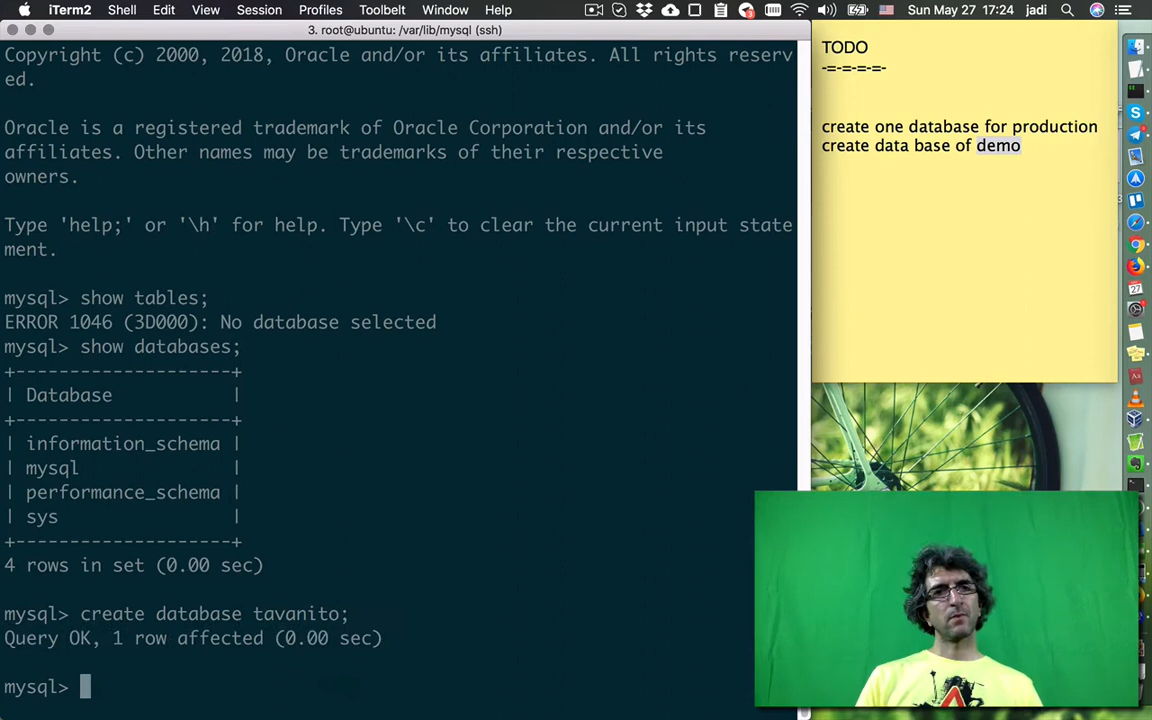 iTerm2 Shell Edit View Session Profiles Toolbelt Window Help Sun May 27 17:24 jadi
3. root@ubuntu: /var/lib/mysql (ssh)
Copyright (c) 2000, 2018, Oracle and/or its affiliates. All rights reserv
ed.
Oracle is a registered trademark of Oracle Corporation and/or its
affiliates. Other names may be trademarks of their respective
owners.
Type 'help;' or '\h' for help. Type '\c' to clear the current input state
ment.
mysql> show tables;
ERROR 1046 (3D000): No database selected
mysql> show databases;
+--------------------+
| Database           |
+--------------------+
| information_schema |
| mysql              |
| performance_schema |
| sys                |
+--------------------+
4 rows in set (0.00 sec)
mysql> create database tavanito;
Query OK, 1 row affected (0.00 sec)
mysql>
TODO
-=-=-=-=-
create one database for production
create data base of demo